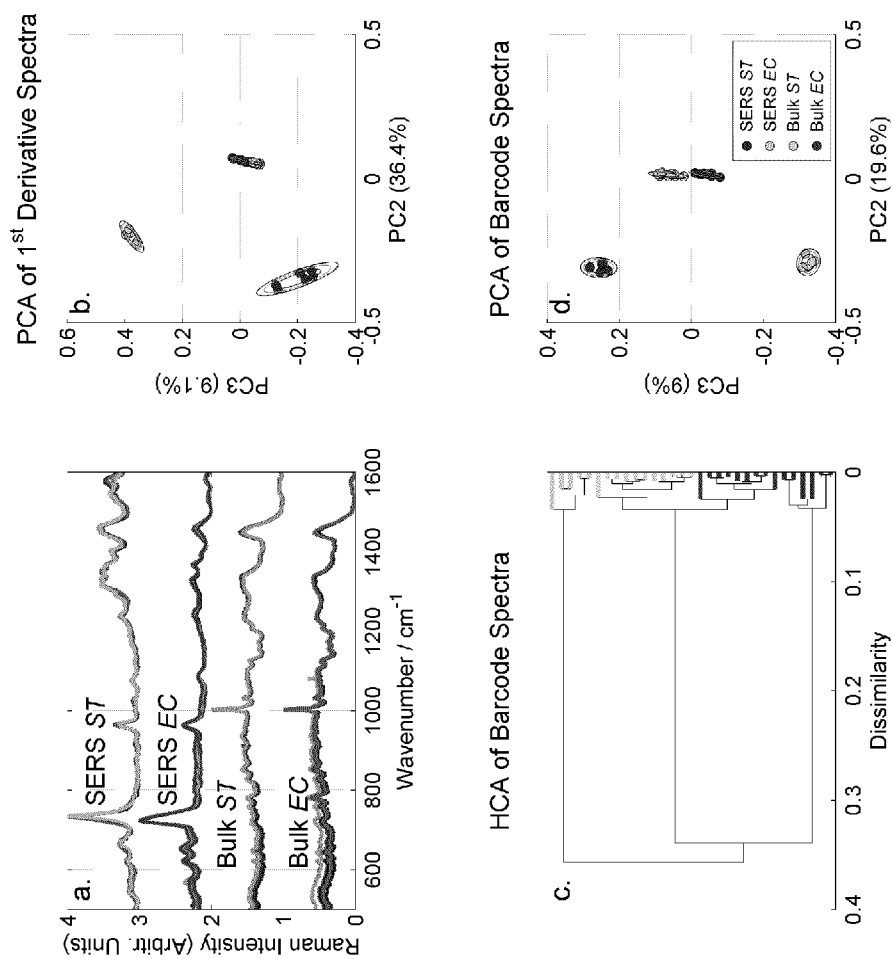 a.
SERS ST
SERS EC
Bulk ST
Bulk EC
4
3
2
1
0
Raman Intensity (Arbitr. Units)
600
800
1000
1200
1400
1600
Wavenumber / cm-1
PCA of 1st Derivative Spectra
b.
0.6
0.4
0.2
0
-0.2
-0.4
PC3 (9.1%)
-0.5
0
0.5
PC2 (36.4%)
HCA of Barcode Spectra
c.
0.4
0.3
0.2
0.1
0
Dissimilarity
PCA of Barcode Spectra
d.
0.4
0.2
0
-0.2
-0.4
PC3 (9%)
-0.5
0
0.5
PC2 (19.6%)
SERS ST
SERS EC
Bulk ST
Bulk EC